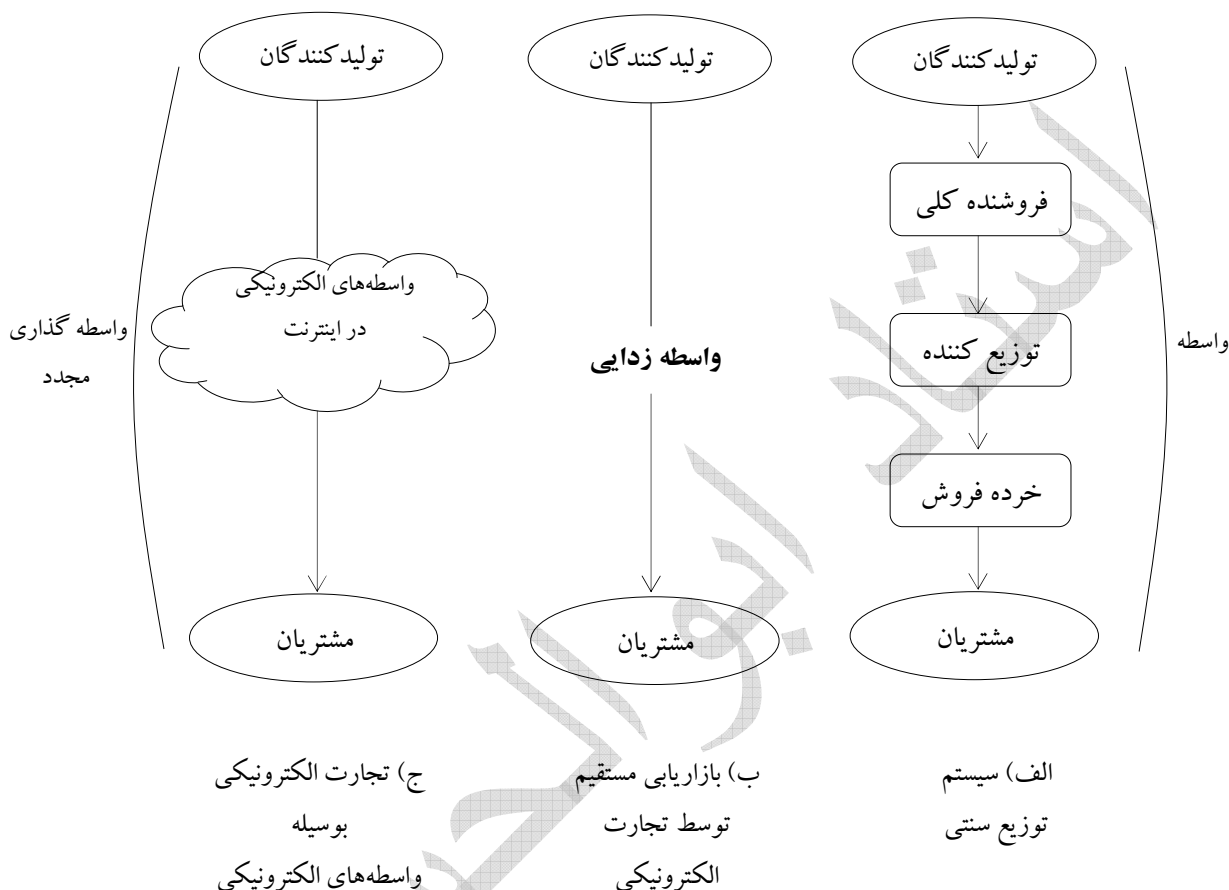 تولیدکنندگان
فروشنده کلی
توزیع کننده
خرده فروش
مشتریان
واسطه
الف) سیستم
توزیع سنتی
تولیدکنندگان
واسطه زدایی
مشتریان
ب) بازاریابی مستقیم
توسط تجارت
الکترونیکی
تولیدکنندگان
واسطه‌های الکترونیکی
در اینترنت
مشتریان
واسطه گذاری
مجدد
ج) تجارت الکترونیکی
بوسیله
واسطه‌های الکترونیکی
استاد ابو